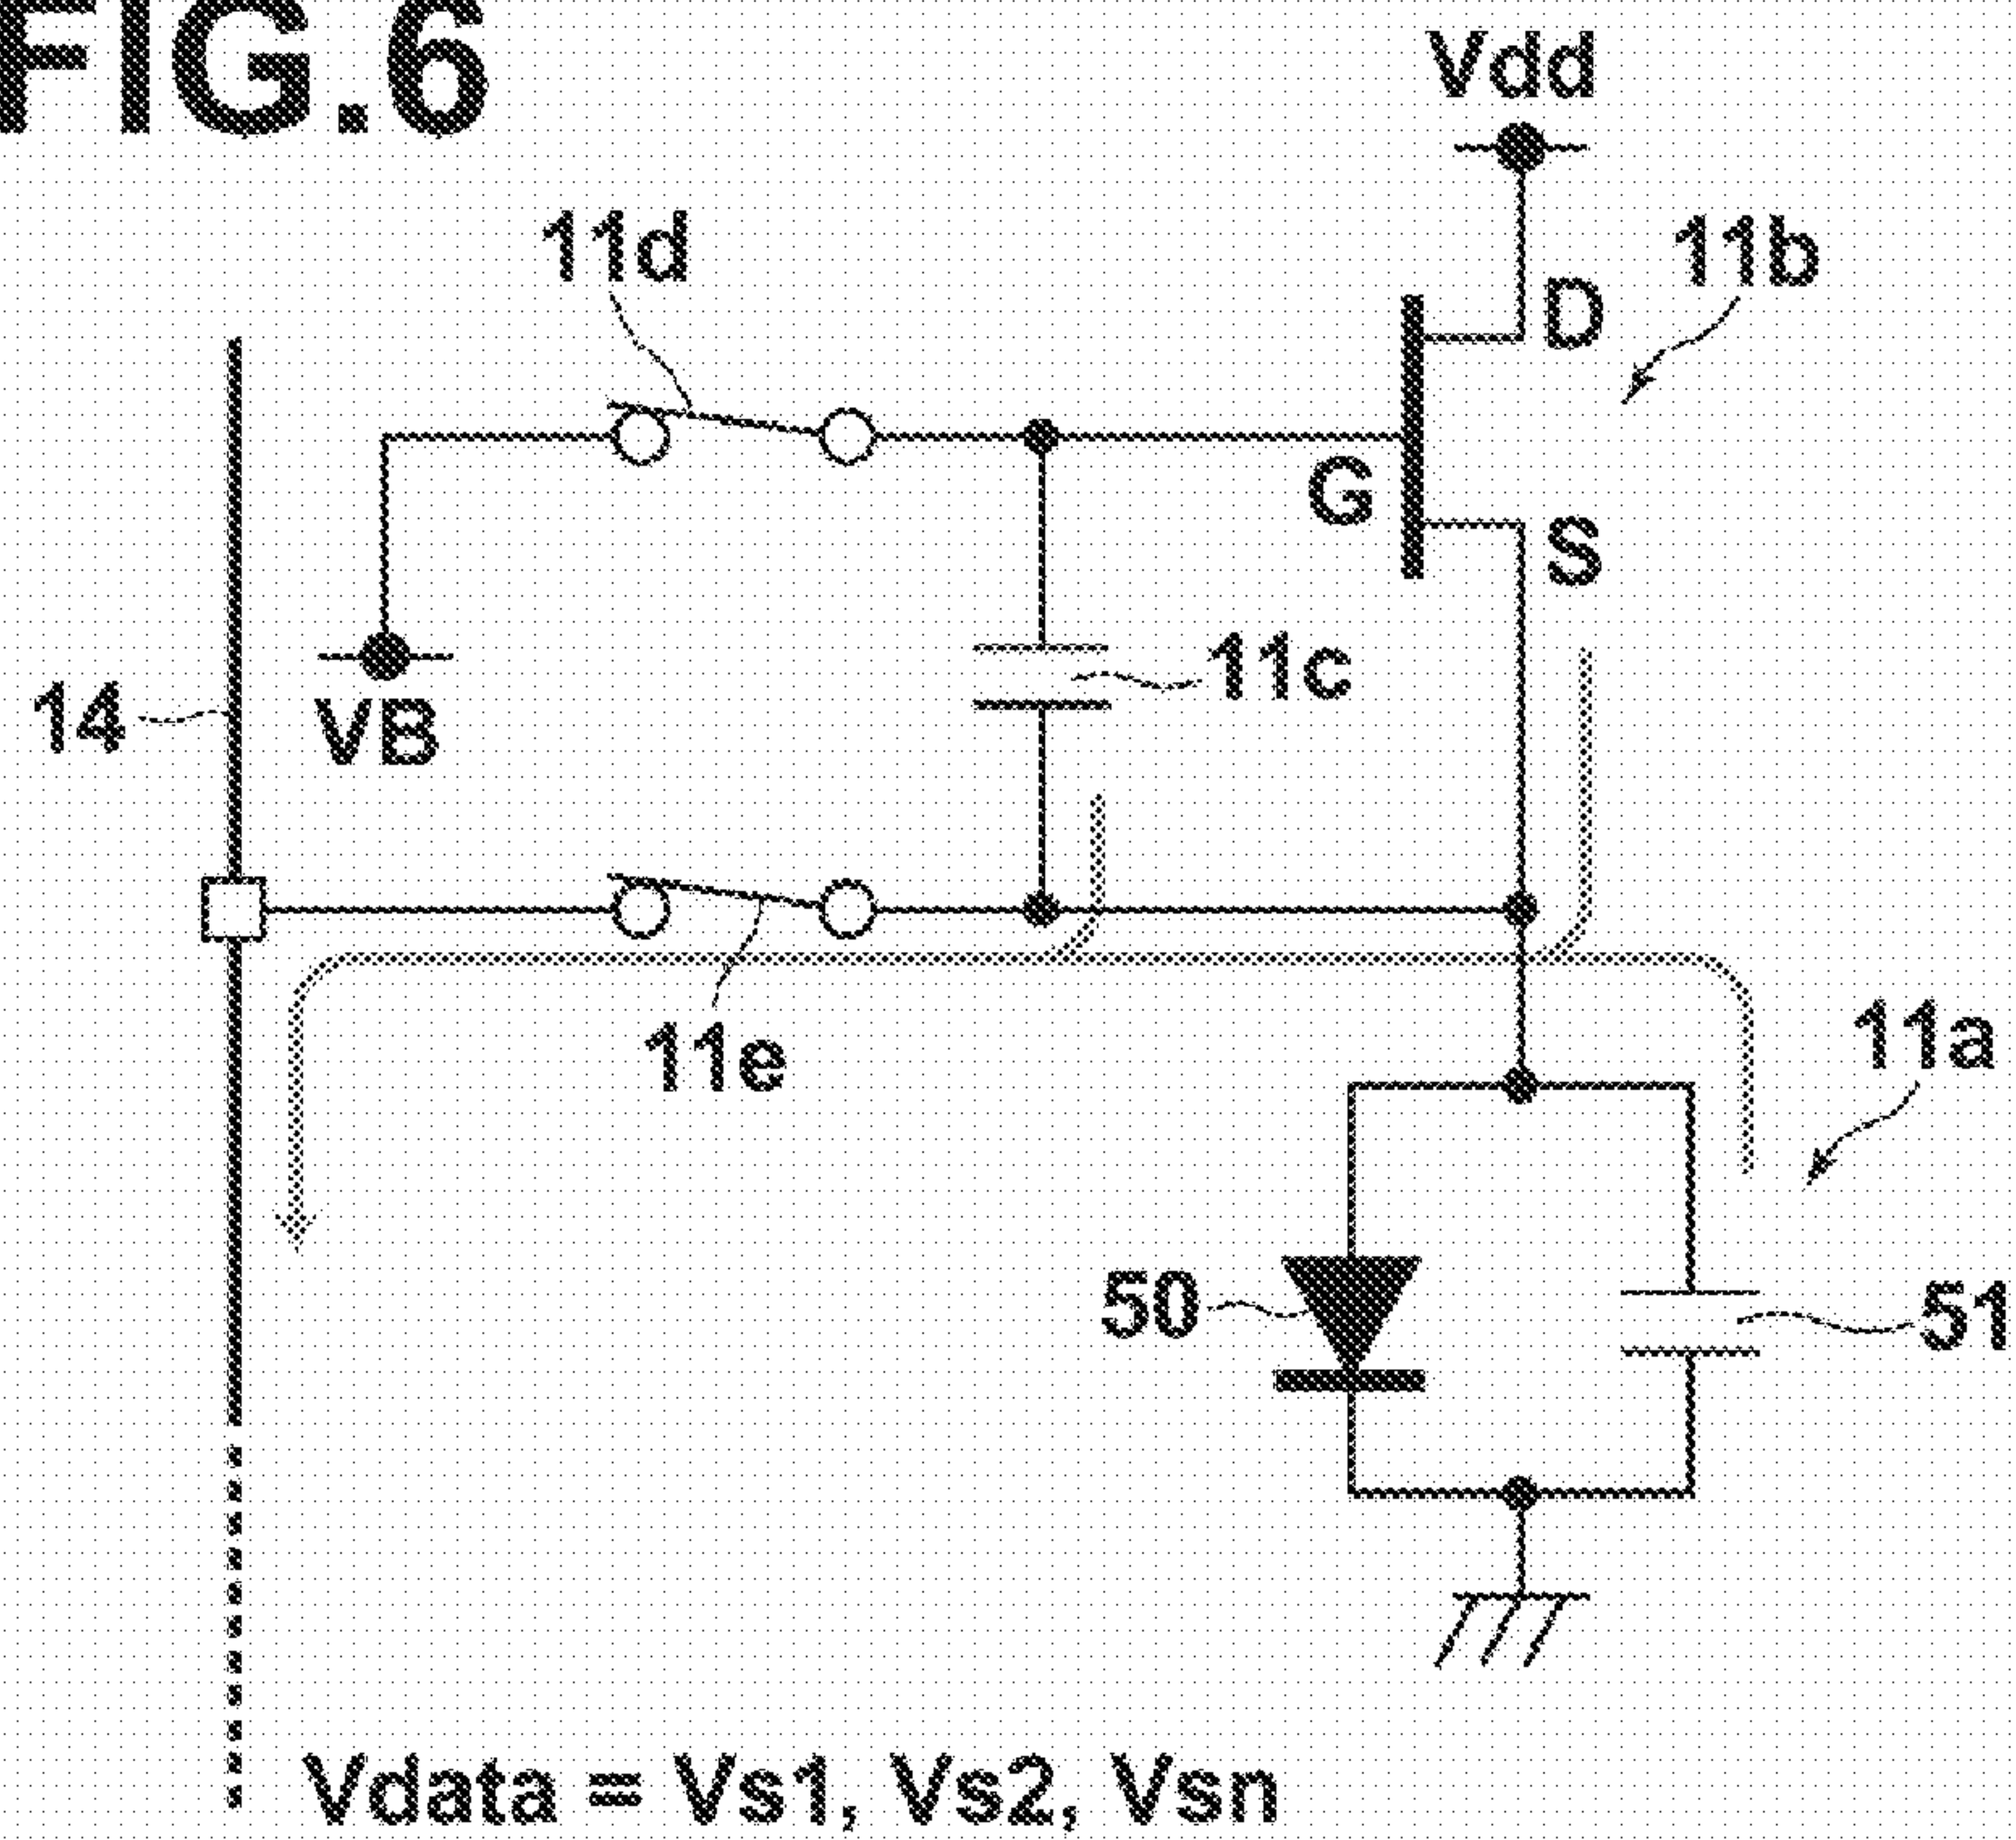 FIG.6
Vdd
11d
11b
D
G
S
11c
14
VB
11e
11a
50
51
Vdata = Vs1, Vs2, Vsn